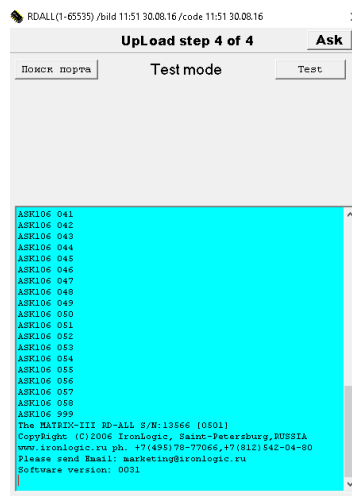 RDALL(1-65535) /bild 11:51 30.08.16 /code 11:51 30.08.16
UpLoad step 4 of 4
Ask
Поиск порта
Test mode
Test
ASK106 041
ASK106 042
ASK106 043
ASK106 044
ASK106 045
ASK106 046
ASK106 047
ASK106 048
ASK106 049
ASK106 050
ASK106 051
ASK106 052
ASK106 053
ASK106 054
ASK106 055
ASK106 056
ASK106 057
ASK106 058
ASK106 999
The MATRIX-III RD-ALL S/N:13566 [0501]
CopyRight (C)2006 IronLogic, Saint-Petersburg,RUSSIA
www.ironlogic.ru ph. +7(495)78-77066,+7(812)542-04-80
Please send Email: marketing@ironlogic.ru
Software version: 0031